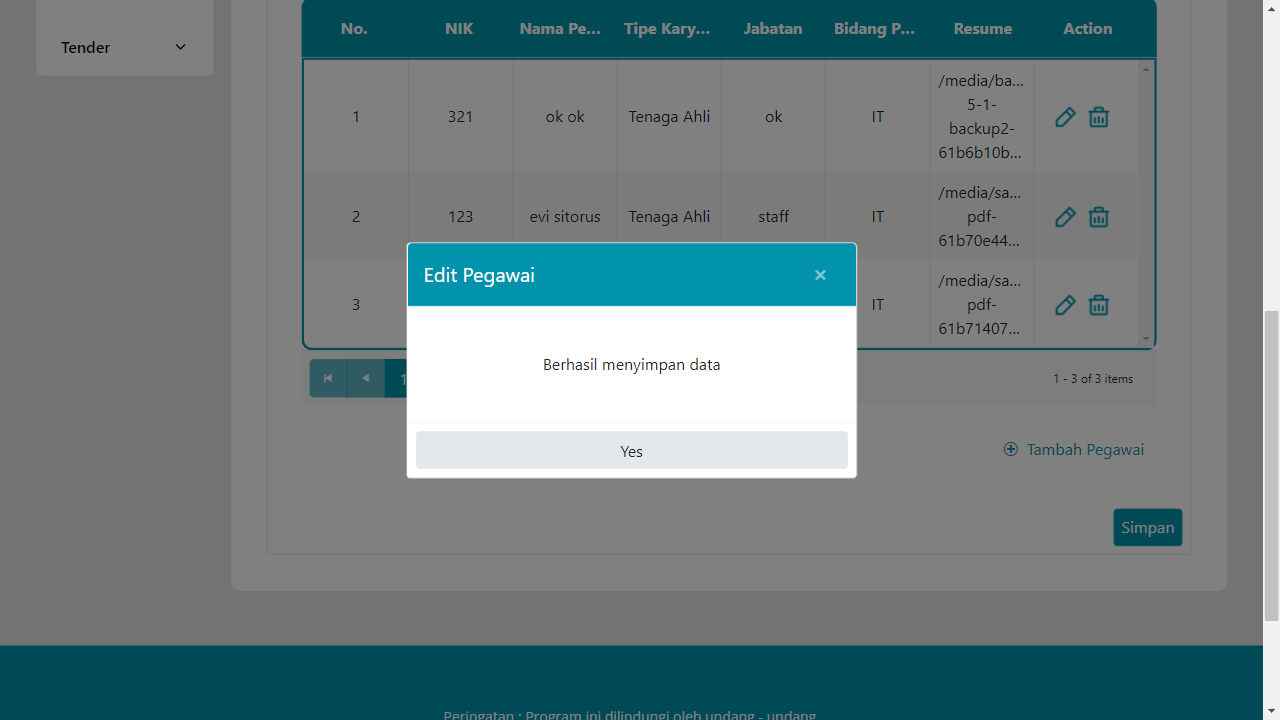 Tender
No. NIK Nama Pe... Tipe Kary... Jabatan Bidang P... Resume Action
1 321 ok ok Tenaga Ahli ok IT /media/ba...
5-1-
backup2-
61b6b10b...
2 123 evi sitorus Tenaga Ahli staff IT /media/sa...
pdf-
61b70e44...
3 IT /media/sa...
pdf-
61b71407...
Edit Pegawai ×
Berhasil menyimpan data
Yes
1 1 - 3 of 3 items
Tambah Pegawai
Simpan
Peringatan : Program ini dilindungi oleh undang - undang